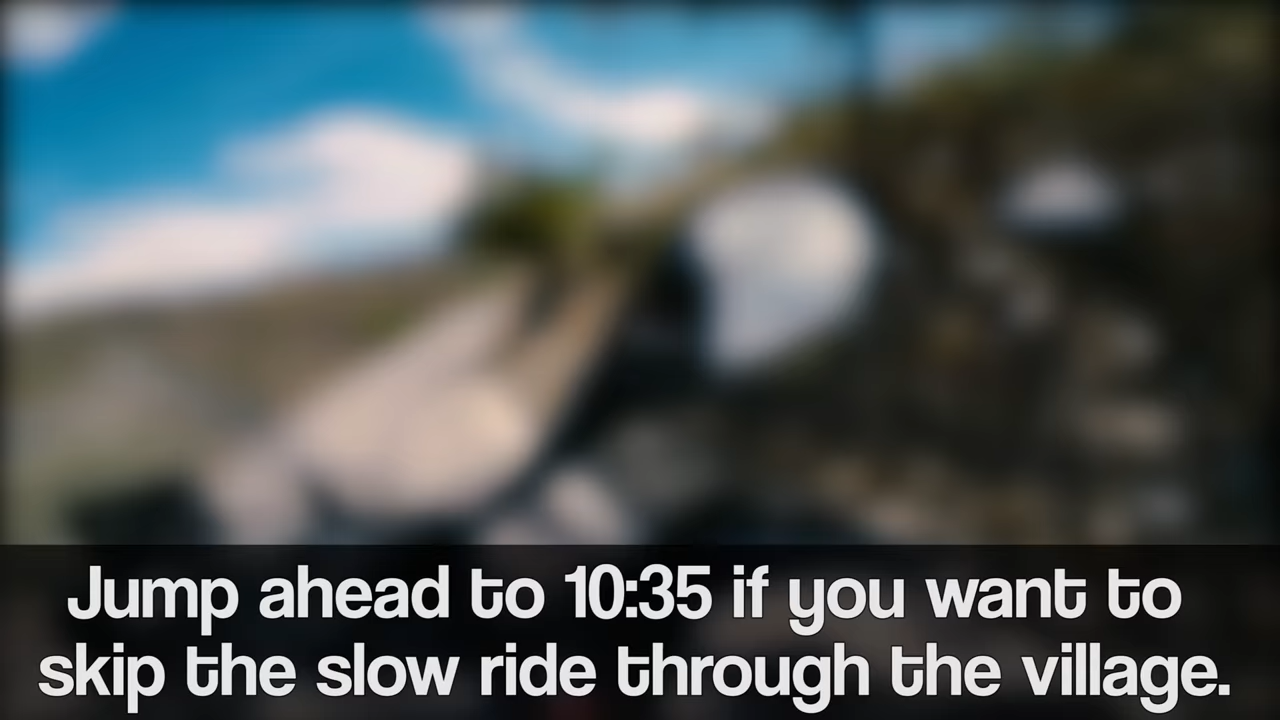 Jump ahead to 10:35 if you want to
skip the slow ride through the village.